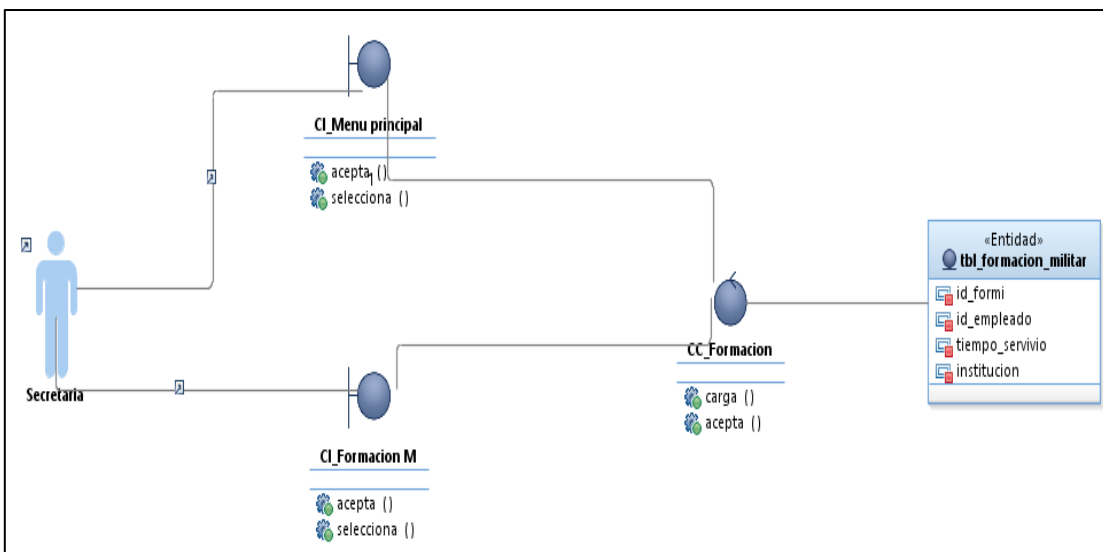 CI_Menu principal
acepta ()
selecciona ()
Secretaria
CI_Formacion M
acepta ()
selecciona ()
CC_Formacion
carga ()
acepta ()
«Entidad»
tbl_formacion_militar
id_formi
id_empleado
tiempo_servivio
institucion